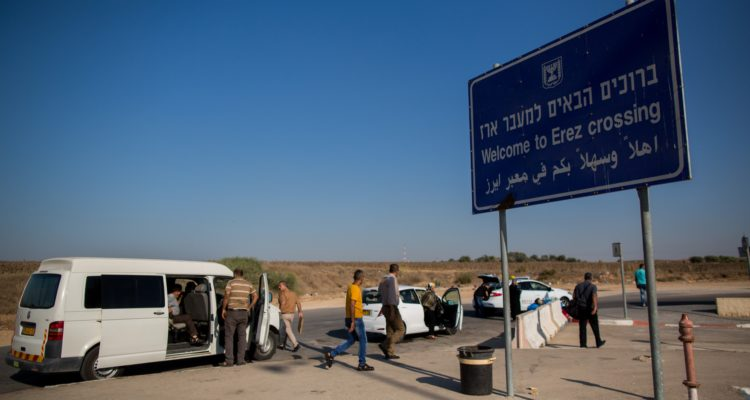 ברוכים הבאים למעבר ארז
Welcome to Erez crossing
اهلاً وسهلاً بكم في معبر ايرز